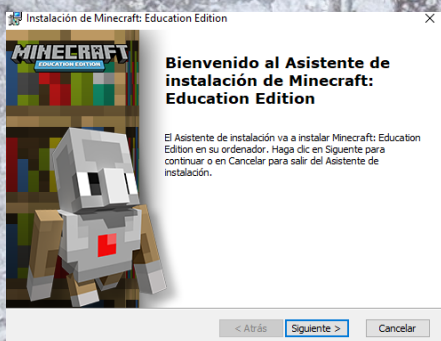 Instalación de Minecraft: Education Edition
MINECRAFT
EDUCATION EDITION
Bienvenido al Asistente de
instalación de Minecraft:
Education Edition
El Asistente de instalación va a instalar Minecraft: Education
Edition en su ordenador. Haga clic en Siguente para
continuar o en Cancelar para salir del Asistente de
instalación.
< Atrás Siguiente > Cancelar